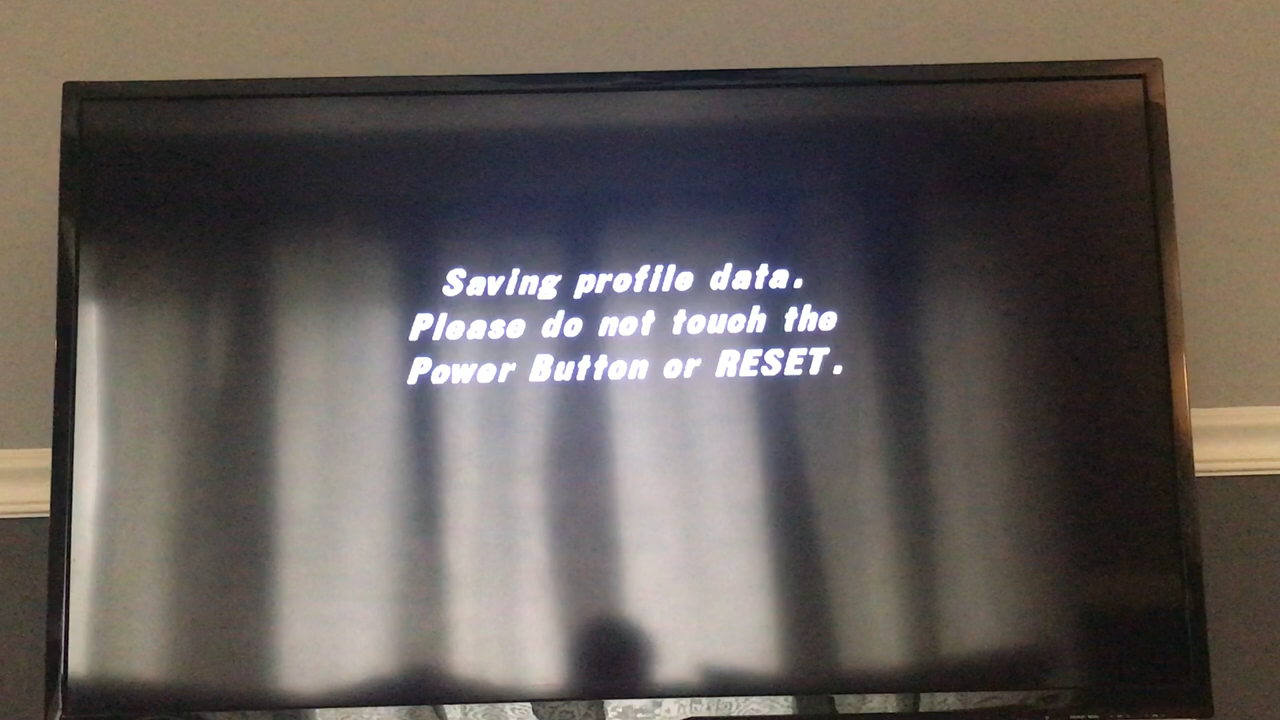 Saving profile data.
Please do not touch the
Power Button or RESET.